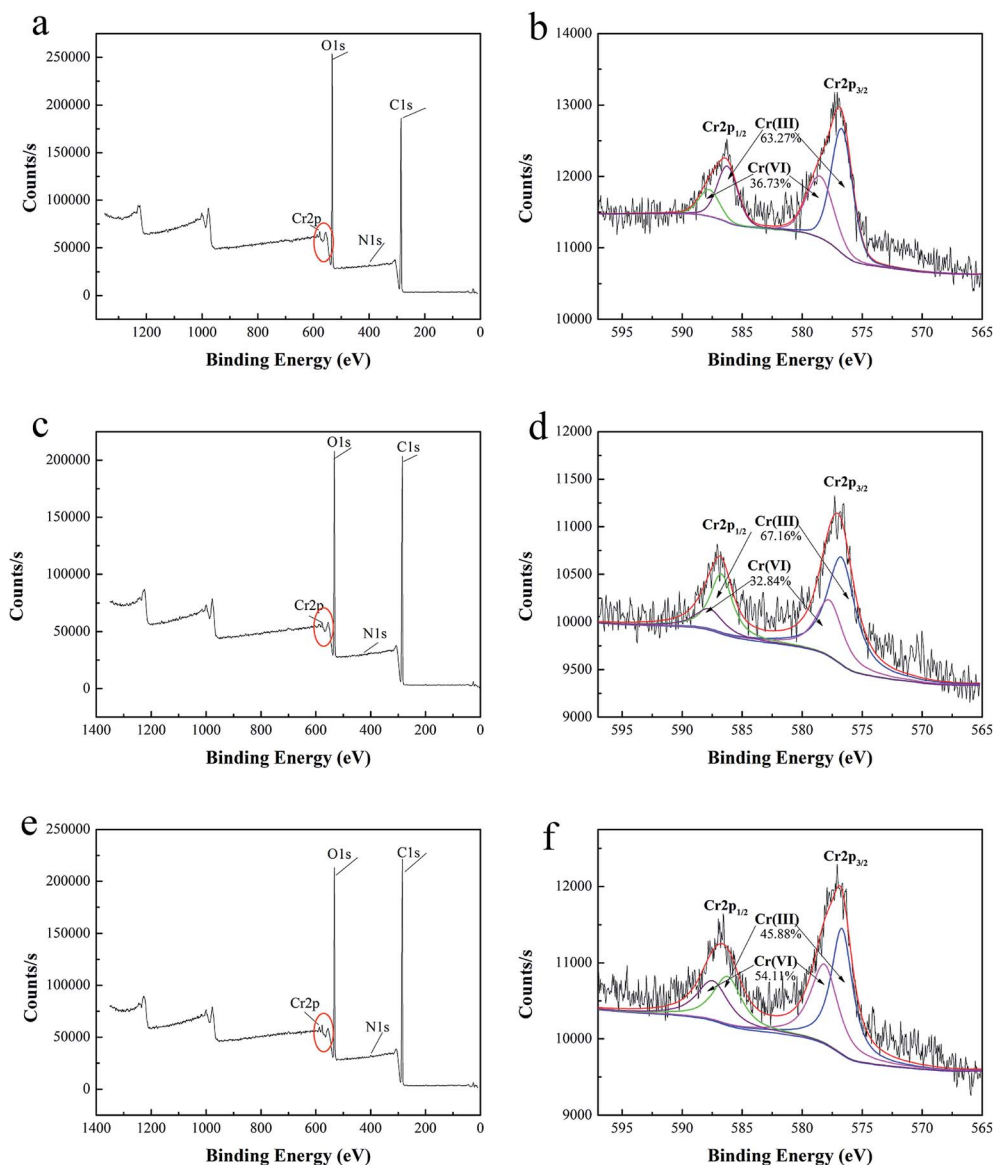 a
250000
200000
150000
100000
50000
0
Counts/s
O1s
C1s
Cr2p
N1s
1200 1000 800 600 400 200 0
Binding Energy (eV)
b
14000
13000
12000
11000
10000
Counts/s
Cr2p3/2
Cr2p1/2
Cr(III)
63.27%
Cr(VI)
36.73%
595 590 585 580 575 570 565
Binding Energy (eV)
c
200000
150000
100000
50000
0
Counts/s
O1s
C1s
Cr2p
N1s
1400 1200 1000 800 600 400 200 0
Binding Energy (eV)
d
12000
11500
11000
10500
10000
9500
9000
Counts/s
Cr2p3/2
Cr2p1/2
Cr(III)
67.16%
Cr(VI)
32.84%
595 590 585 580 575 570 565
Binding Energy (eV)
e
250000
200000
150000
100000
50000
0
Counts/s
O1s
C1s
Cr2p
N1s
1400 1200 1000 800 600 400 200 0
Binding Energy (eV)
f
12000
11000
10000
9000
Counts/s
Cr2p3/2
Cr2p1/2
Cr(III)
45.88%
Cr(VI)
54.11%
595 590 585 580 575 570 565
Binding Energy (eV)